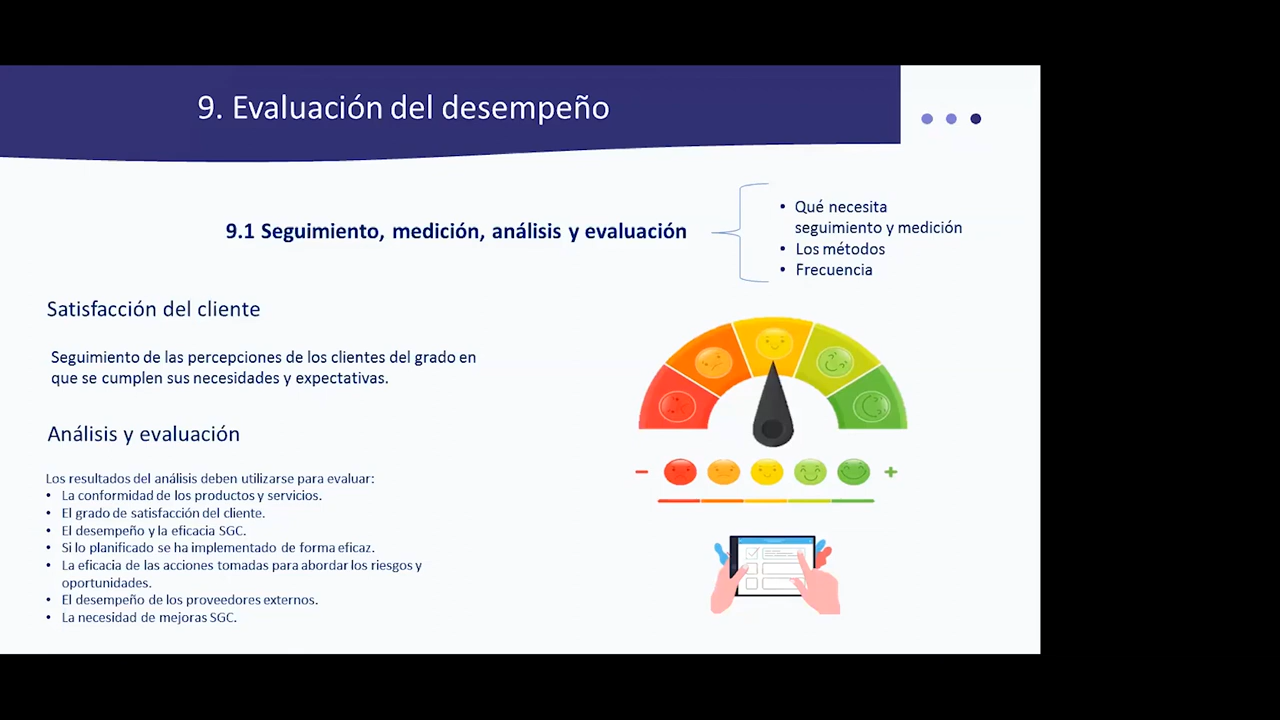 9. Evaluación del desempeño
9.1 Seguimiento, medición, análisis y evaluación
• Qué necesita
seguimiento y medición
• Los métodos
• Frecuencia
Satisfacción del cliente
Seguimiento de las percepciones de los clientes del grado en
que se cumplen sus necesidades y expectativas.
Análisis y evaluación
Los resultados del análisis deben utilizarse para evaluar:
• La conformidad de los productos y servicios.
• El grado de satisfacción del cliente.
• El desempeño y la eficacia SGC.
• Si lo planificado se ha implementado de forma eficaz.
• La eficacia de las acciones tomadas para abordar los riesgos y
oportunidades.
• El desempeño de los proveedores externos.
• La necesidad de mejoras SGC.